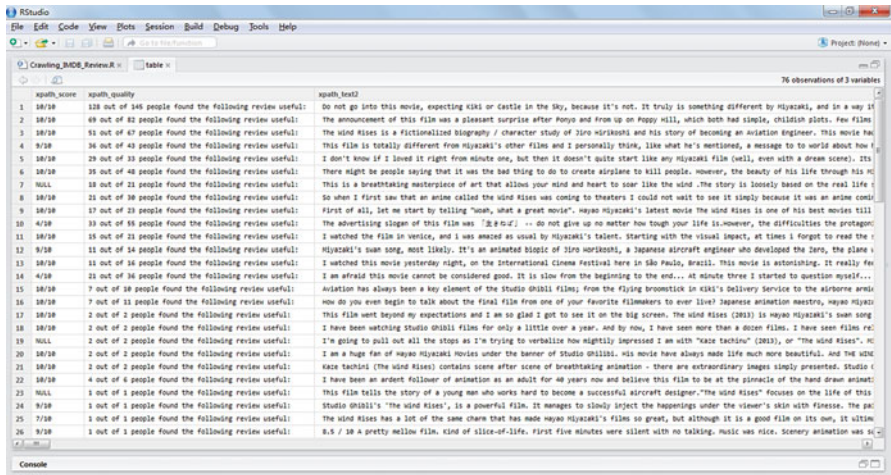 RStudio
File Edit Code View Plots Session Build Debug Tools Help
Go to file/function Project: (None)
Crawling_IMDB_Review.R table
76 observations of 3 variables
xpath_score xpath_quality xpath_text2
1 10/10 128 out of 145 people found the following review useful: Do not go into this movie, expecting Kiki or Castle in the Sky, because it's not. It truly is something different by Miyazaki, and in a way it
2 10/10 69 out of 82 people found the following review useful: The announcement of this film was a pleasant surprise after Ponyo and From up on Poppy Hill, which both had simple, childish plots. Few films
3 10/10 51 out of 67 people found the following review useful: The Wind Rises is a fictionalized biography / character study of Jiro Hirikoshi and his story of becoming an Aviation Engineer. This movie had
4 9/10 36 out of 43 people found the following review useful: This film is totally different from Miyazaki's other films and I personally think, like what he's mentioned, a message to to world about how
5 10/10 29 out of 33 people found the following review useful: I don't know if I loved it right from minute one, but then it doesn't quite start like any Miyazaki film (well, even with a dream scene). Its
6 10/10 35 out of 48 people found the following review useful: There might be people saying that it was the bad thing to do to create airplane to kill people. However, the beauty of his life through his
7 NULL 18 out of 21 people found the following review useful: This is a breathtaking masterpiece of art that allows your mind and heart to soar like the wind .The story is loosely based on the real life
8 10/10 21 out of 30 people found the following review useful: So when I first saw that an anime called the Wind Rises was coming to theaters I could not wait to see it simply because it was an anime
9 10/10 17 out of 23 people found the following review useful: First of all, let me start by telling "Woah, what a great movie". Hayao Miyazaki's latest movie The Wind Rises is one of his best movies till
10 4/10 33 out of 55 people found the following review useful: The advertising slogan of this film was 「生きねば」 -- do not give up no matter how tough your life is.However, the difficulties the
11 10/10 15 out of 21 people found the following review useful: I watched the film in Venice, and I was amazed as usual by Miyazaki's talent. Starting with the visual impact, at times I forgot to read the
12 9/10 11 out of 14 people found the following review useful: Miyazaki's swan song, most likely. It's an animated biopic of Jiro Horikoshi, a Japanese aircraft engineer who developed the Zero, the plane
13 10/10 11 out of 16 people found the following review useful: I watched this movie yesterday night, on the International Cinema Festival here in São Paulo, Brazil. This movie is astonishing. It really
14 4/10 21 out of 36 people found the following review useful: I am afraid this movie cannot be considered good. It is slow from the beginning to the end... At minute three I started to question myself...
15 10/10 7 out of 10 people found the following review useful: Aviation has always been a key element of the Studio Ghibli films; from the flying broomstick in Kiki's Delivery Service to the airborne
16 10/10 7 out of 11 people found the following review useful: How do you even begin to talk about the final film from one of your favorite filmmakers to ever live? Japanese animation maestro, Hayao
17 10/10 2 out of 2 people found the following review useful: This film went beyond my expectations and I am so glad I got to see it on the big screen. The Wind Rises (2013) is Hayao Miyazaki's swan song
18 10/10 2 out of 2 people found the following review useful: I have been watching Studio Ghibli films for only a little over a year. And by now, I have seen more than a dozen films. I have seen films
19 NULL 2 out of 2 people found the following review useful: I'm going to pull out all the stops as I'm trying to verbalize how mightily impressed I am with "Kaze tachinu" (2013), or "The Wind Rises".
20 10/10 2 out of 2 people found the following review useful: I am a huge fan of Hayao Miyazaki Movies under the banner of Studio Ghilibi. His movie have always made life much more beautiful. And THE
21 10/10 2 out of 2 people found the following review useful: Kaze tachini (The Wind Rises) contains scene after scene of breathtaking animation - there are extraordinary images simply presented. Studio
22 10/10 4 out of 6 people found the following review useful: I have been an ardent follower of animation as an adult for 40 years now and believe this film to be at the pinnacle of the hand drawn
23 NULL 1 out of 1 people found the following review useful: This film tells the story of a young man who works hard to become a successful aircraft designer."The Wind Rises" focuses on the life of this
24 9/10 1 out of 1 people found the following review useful: Studio Ghibli's 'The Wind Rises', is a powerful film. It manages to slowly inject the happenings under the viewer's skin with finesse. The
25 7/10 1 out of 1 people found the following review useful: The Wind Rises has a lot of the same charm that has made Hayao Miyazaki's films so great, but although it is a good film on its own, it
26 9/10 1 out of 1 people found the following review useful: 8.5 / 10 A pretty mellow film. Kind of slice-of-life. First five minutes were silent with no talking. Music was nice. Scenery animation was
Console